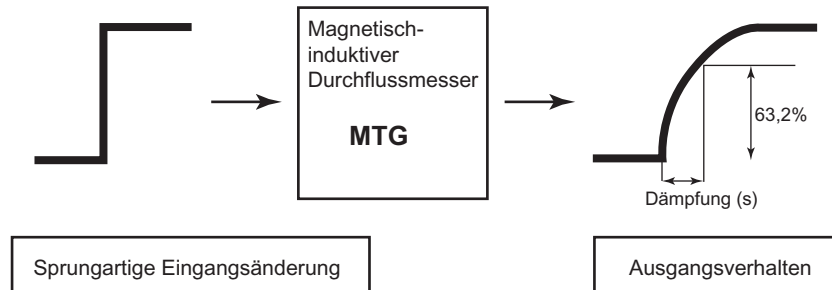 Magnetisch-
induktiver
Durchflussmesser
MTG
63,2%
Dämpfung (s)
Sprungartige Eingangsänderung
Ausgangsverhalten